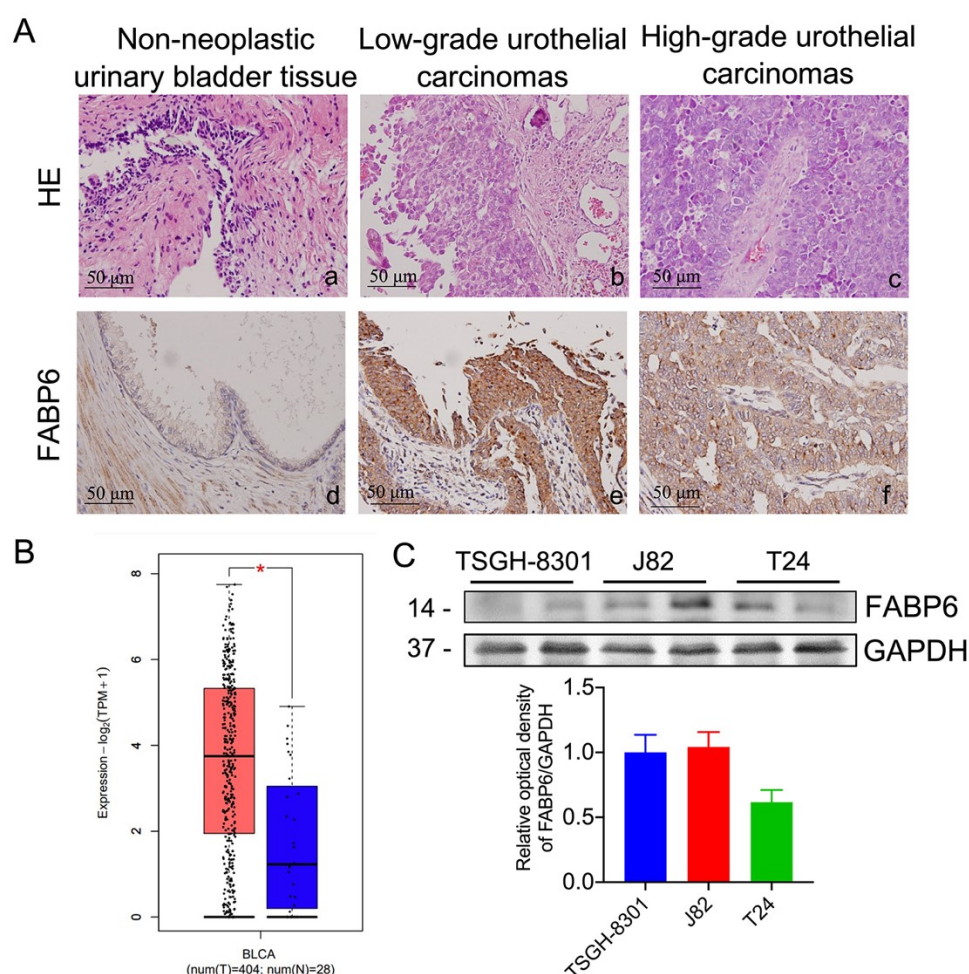 A
Non-neoplastic
urinary bladder tissue
Low-grade urothelial
carcinomas
High-grade urothelial
carcinomas
HE
50 μm
a
50 μm
b
50 μm
c
FABP6
50 μm
d
50 μm
e
50 μm
f
B
Expression – log2(TPM + 1)
8
6
4
2
0
*
BLCA
(num(T)=404; num(N)=28)
C
TSGH-8301 J82 T24
14 - FABP6
37 - GAPDH
Relative optical density
of FABP6/GAPDH
1.5
1.0
0.5
0.0
TSGH-8301
J82
T24